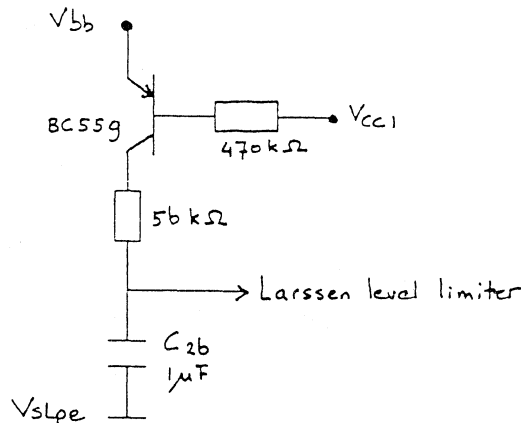 Vbb
BC559
VCC1
470kΩ
56kΩ
Larssen level limiter
C2b
1μF
Vslpe